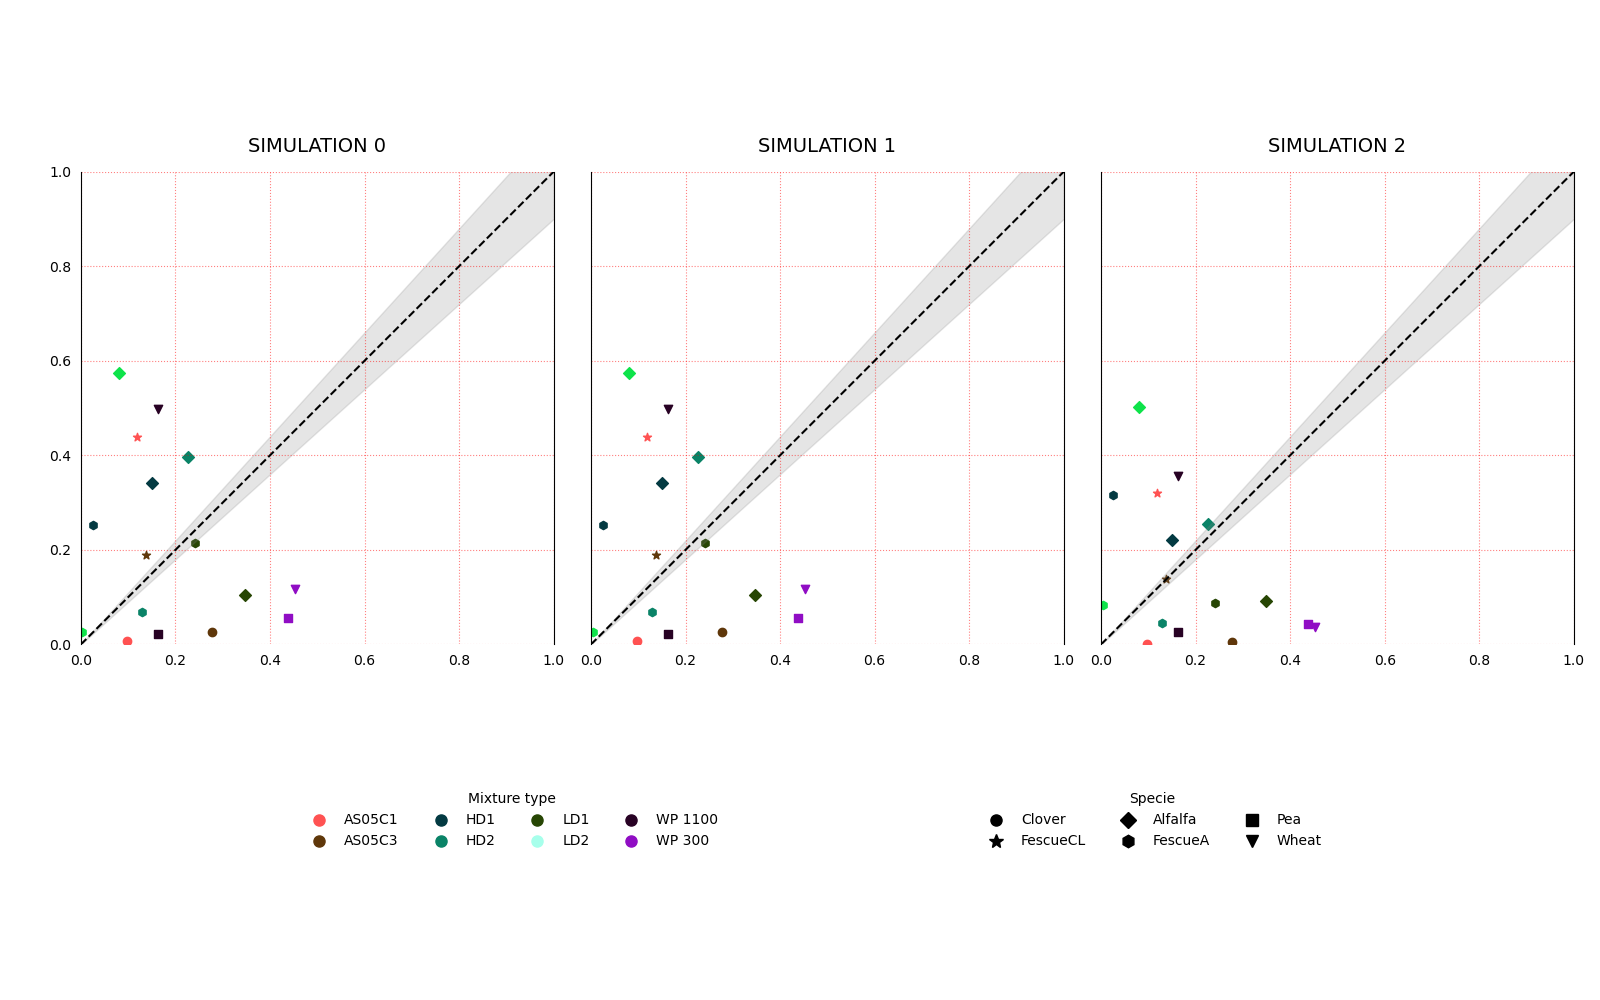 SIMULATION 0 SIMULATION 1 SIMULATION 2
1.0
0.8
0.6
0.4
0.2
0.0
0.0 0.2 0.4 0.6 0.8 1.0 0.0 0.2 0.4 0.6 0.8 1.0 0.0 0.2 0.4 0.6 0.8 1.0
Mixture type Specie
AS05C1 HD1 LD1 WP 1100 Clover Alfalfa Pea
AS05C3 HD2 LD2 WP 300 FescueCL FescueA Wheat